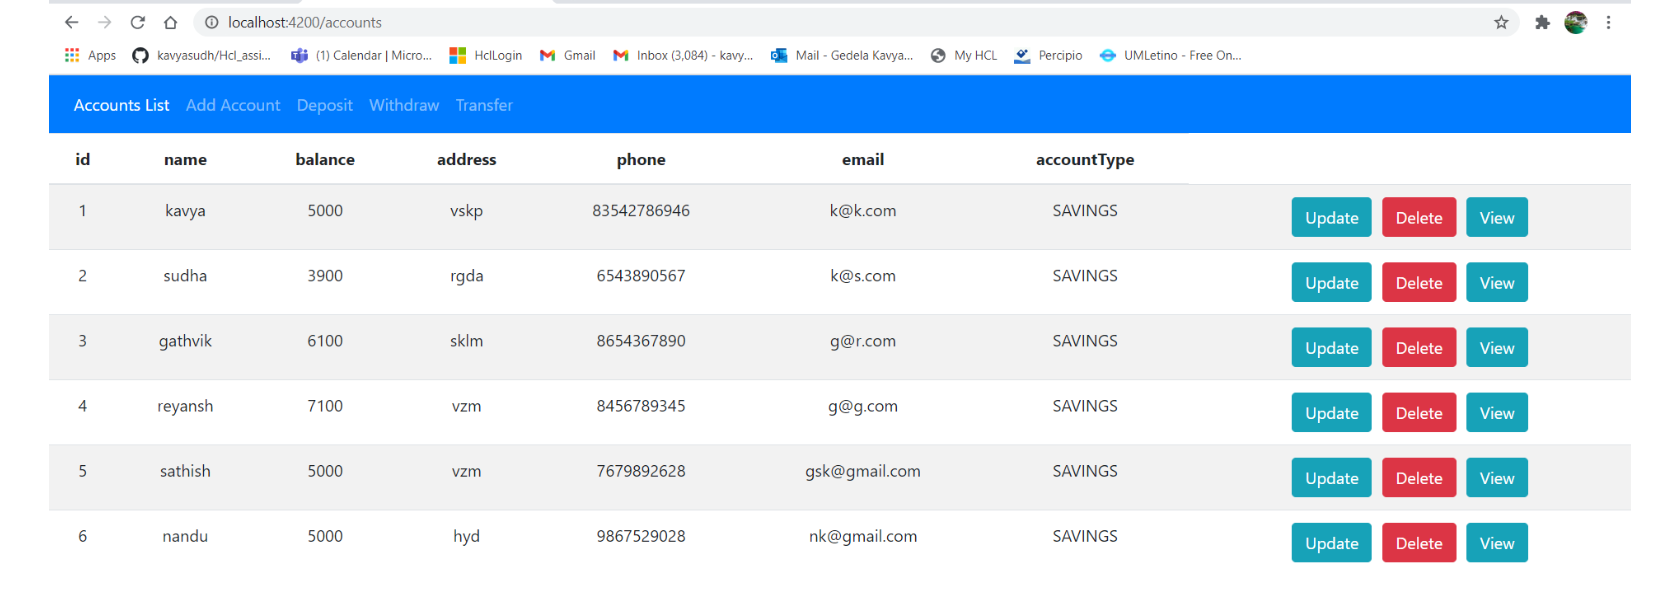 localhost:4200/accounts
Apps kavyasudh/Hcl_assi... (1) Calendar | Micro... HclLogin Gmail Inbox (3,084) - kavy... Mail - Gedela Kavya... My HCL Percipio UMLetino - Free On...
Accounts List Add Account Deposit Withdraw Transfer
id name balance address phone email accountType
1 kavya 5000 vskp 83542786946 k@k.com SAVINGS Update Delete View
2 sudha 3900 rgda 6543890567 k@s.com SAVINGS Update Delete View
3 gathvik 6100 sklm 8654367890 g@r.com SAVINGS Update Delete View
4 reyansh 7100 vzm 8456789345 g@g.com SAVINGS Update Delete View
5 sathish 5000 vzm 7679892628 gsk@gmail.com SAVINGS Update Delete View
6 nandu 5000 hyd 9867529028 nk@gmail.com SAVINGS Update Delete View